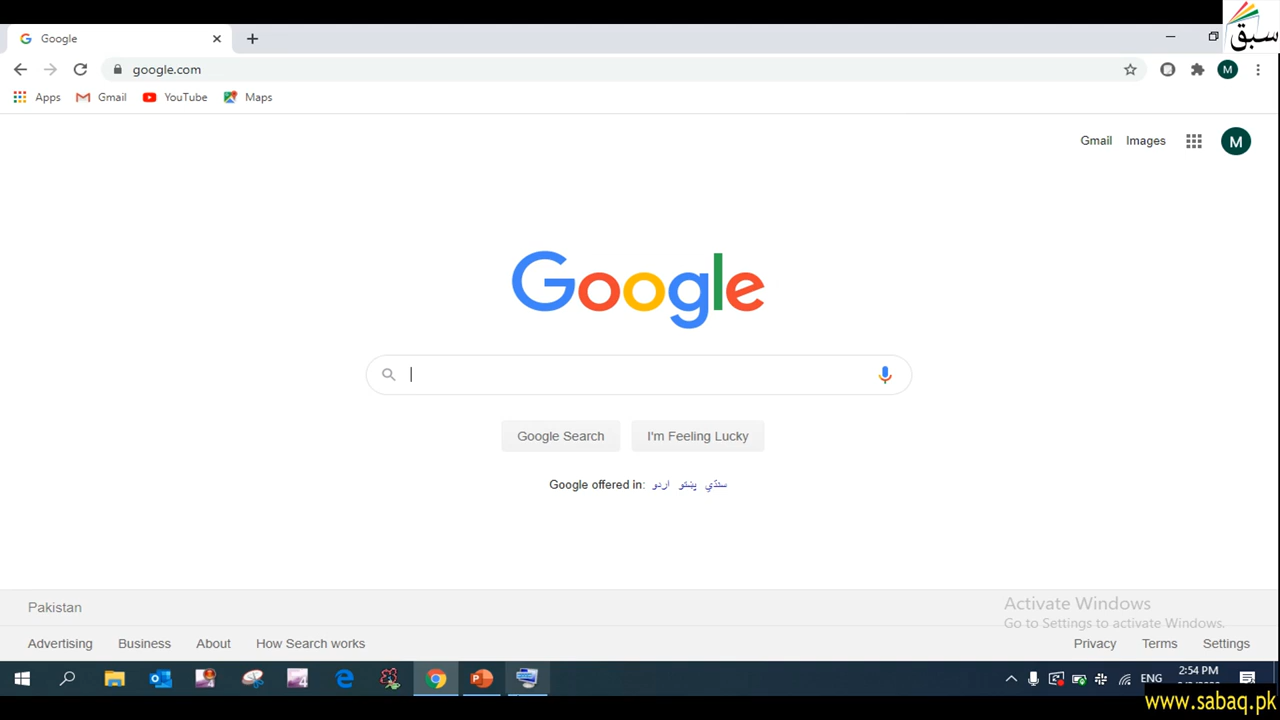 سبق
Google
google.com
M
Apps Gmail YouTube Maps
Gmail Images M
Google
Google Search I'm Feeling Lucky
Google offered in: اردو پښتو سنڌي
Pakistan
Activate Windows
Go to Settings to activate Windows.
Advertising Business About How Search works Privacy Terms Settings
ENG 2:54 PM
www.sabaq.pk